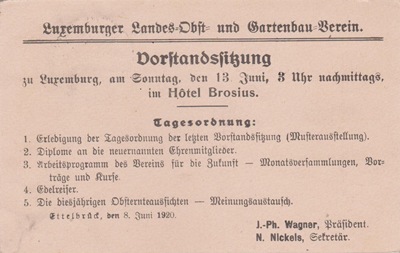 Luxemburger Landes-Obst- und Gartenbau-Verein.
Vorstandssitzung
zu Luxemburg, am Sonntag, den 13 Juni, 3 Uhr nachmittags,
im Hôtel Brosius.
Tagesordnung:
1. Erledigung der Tagesordnung der letzten Vorstandssitzung (Musterausstellung).
2. Diplome an die neuernannten Ehrenmitglieder.
3. Arbeitsprogramm des Vereins für die Zukunft — Monatsversammlungen, Vor-
träge und Kurse.
4. Edelreiser.
5. Die diesjährigen Obsternteaussichten — Meinungsaustausch.
Ettelbrück, den 8. Juni 1920.
J.-Ph. Wagner, Präsident.
N. Nickels, Sekretär.